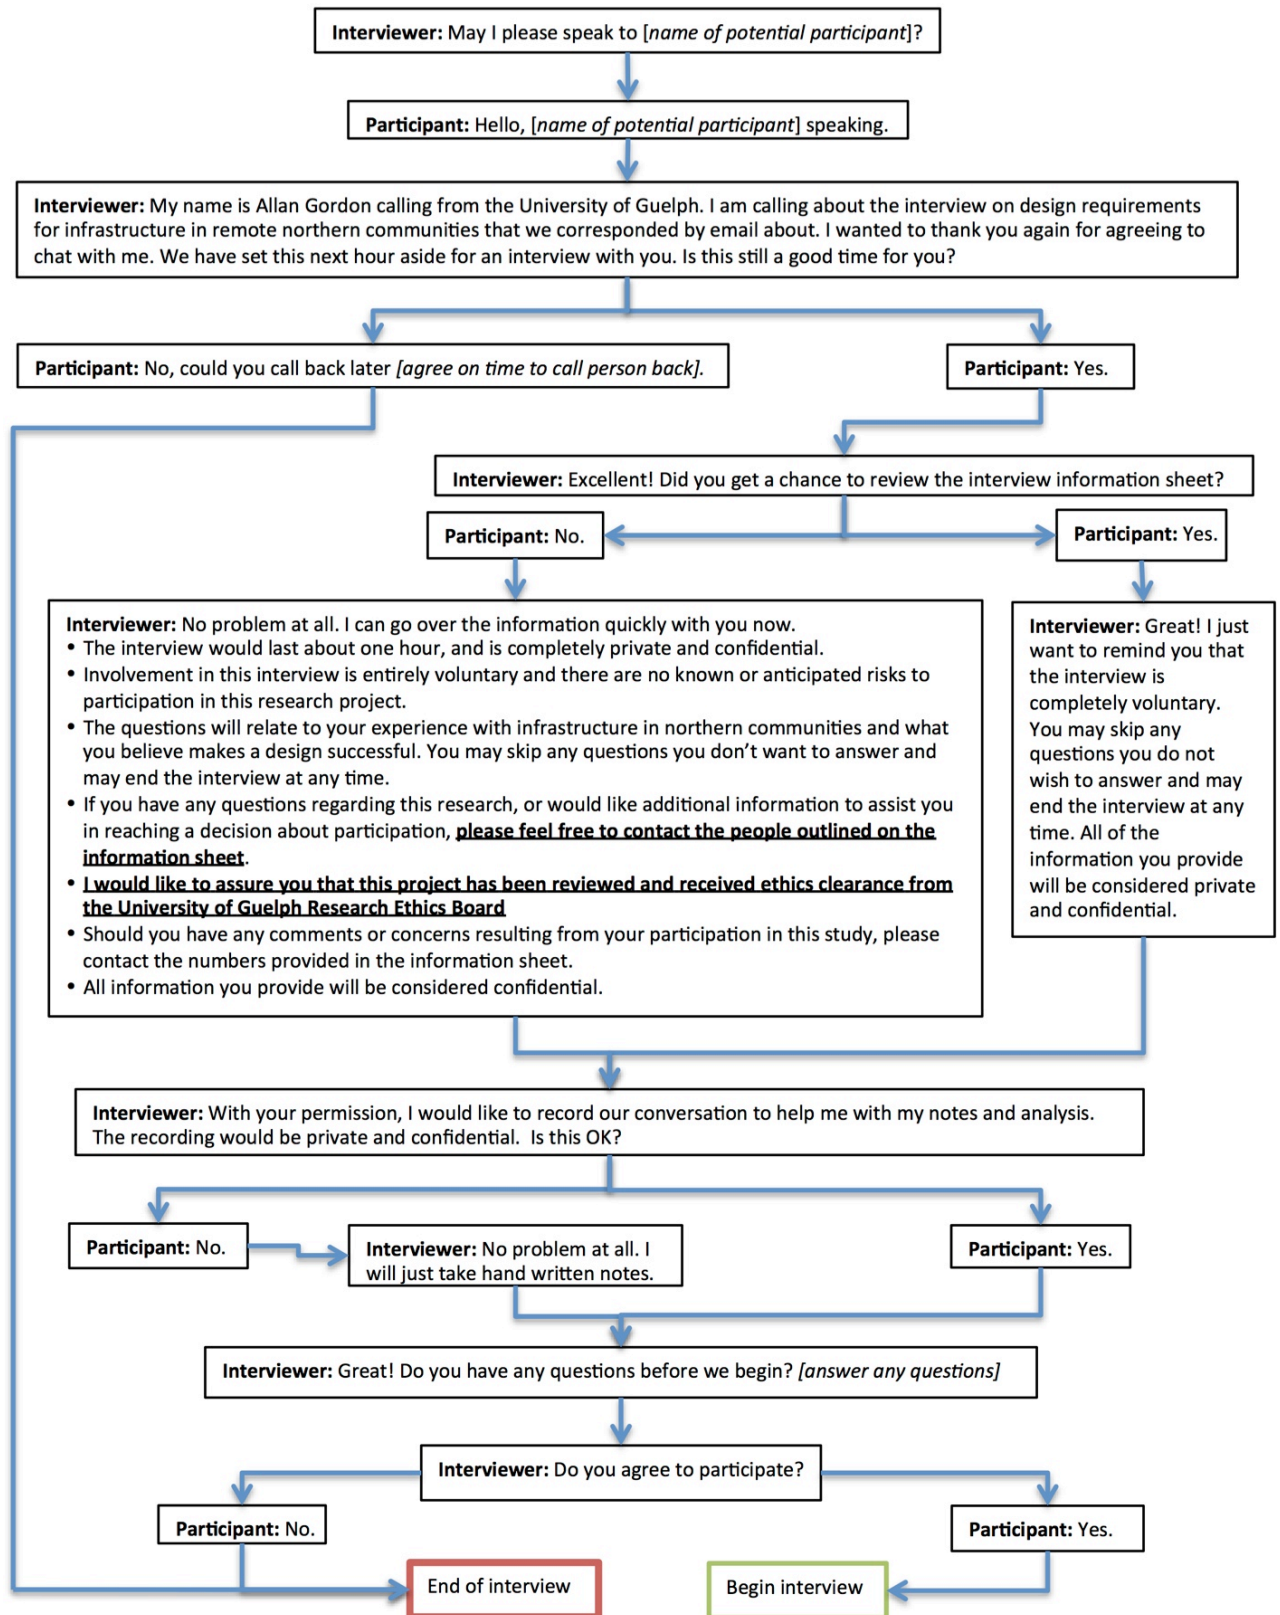 Interviewer: May I please speak to [name of potential participant]?
Participant: Hello, [name of potential participant] speaking.
Interviewer: My name is Allan Gordon calling from the University of Guelph. I am calling about the interview on design requirements
for infrastructure in remote northern communities that we corresponded by email about. I wanted to thank you again for agreeing to
chat with me. We have set this next hour aside for an interview with you. Is this still a good time for you?
Participant: No, could you call back later [agree on time to call person back].
Participant: Yes.
Interviewer: Excellent! Did you get a chance to review the interview information sheet?
Participant: No.
Participant: Yes.
Interviewer: No problem at all. I can go over the information quickly with you now.
• The interview would last about one hour, and is completely private and confidential.
• Involvement in this interview is entirely voluntary and there are no known or anticipated risks to
participation in this research project.
• The questions will relate to your experience with infrastructure in northern communities and what
you believe makes a design successful. You may skip any questions you don’t want to answer and
may end the interview at any time.
• If you have any questions regarding this research, or would like additional information to assist you
in reaching a decision about participation, please feel free to contact the people outlined on the
information sheet.
• I would like to assure you that this project has been reviewed and received ethics clearance from
the University of Guelph Research Ethics Board
• Should you have any comments or concerns resulting from your participation in this study, please
contact the numbers provided in the information sheet.
• All information you provide will be considered confidential.
Interviewer: Great! I just
want to remind you that
the interview is
completely voluntary.
You may skip any
questions you do not
wish to answer and may
end the interview at any
time. All of the
information you provide
will be considered private
and confidential.
Interviewer: With your permission, I would like to record our conversation to help me with my notes and analysis.
The recording would be private and confidential.  Is this OK?
Participant: No.
Interviewer: No problem at all. I
will just take hand written notes.
Participant: Yes.
Interviewer: Great! Do you have any questions before we begin? [answer any questions]
Interviewer: Do you agree to participate?
Participant: No.
Participant: Yes.
End of interview
Begin interview